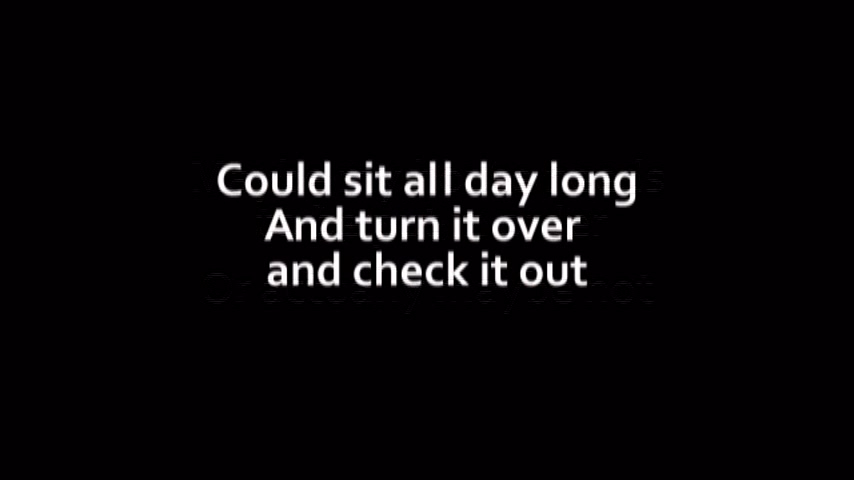 Could sit all day long
And turn it over
and check it out